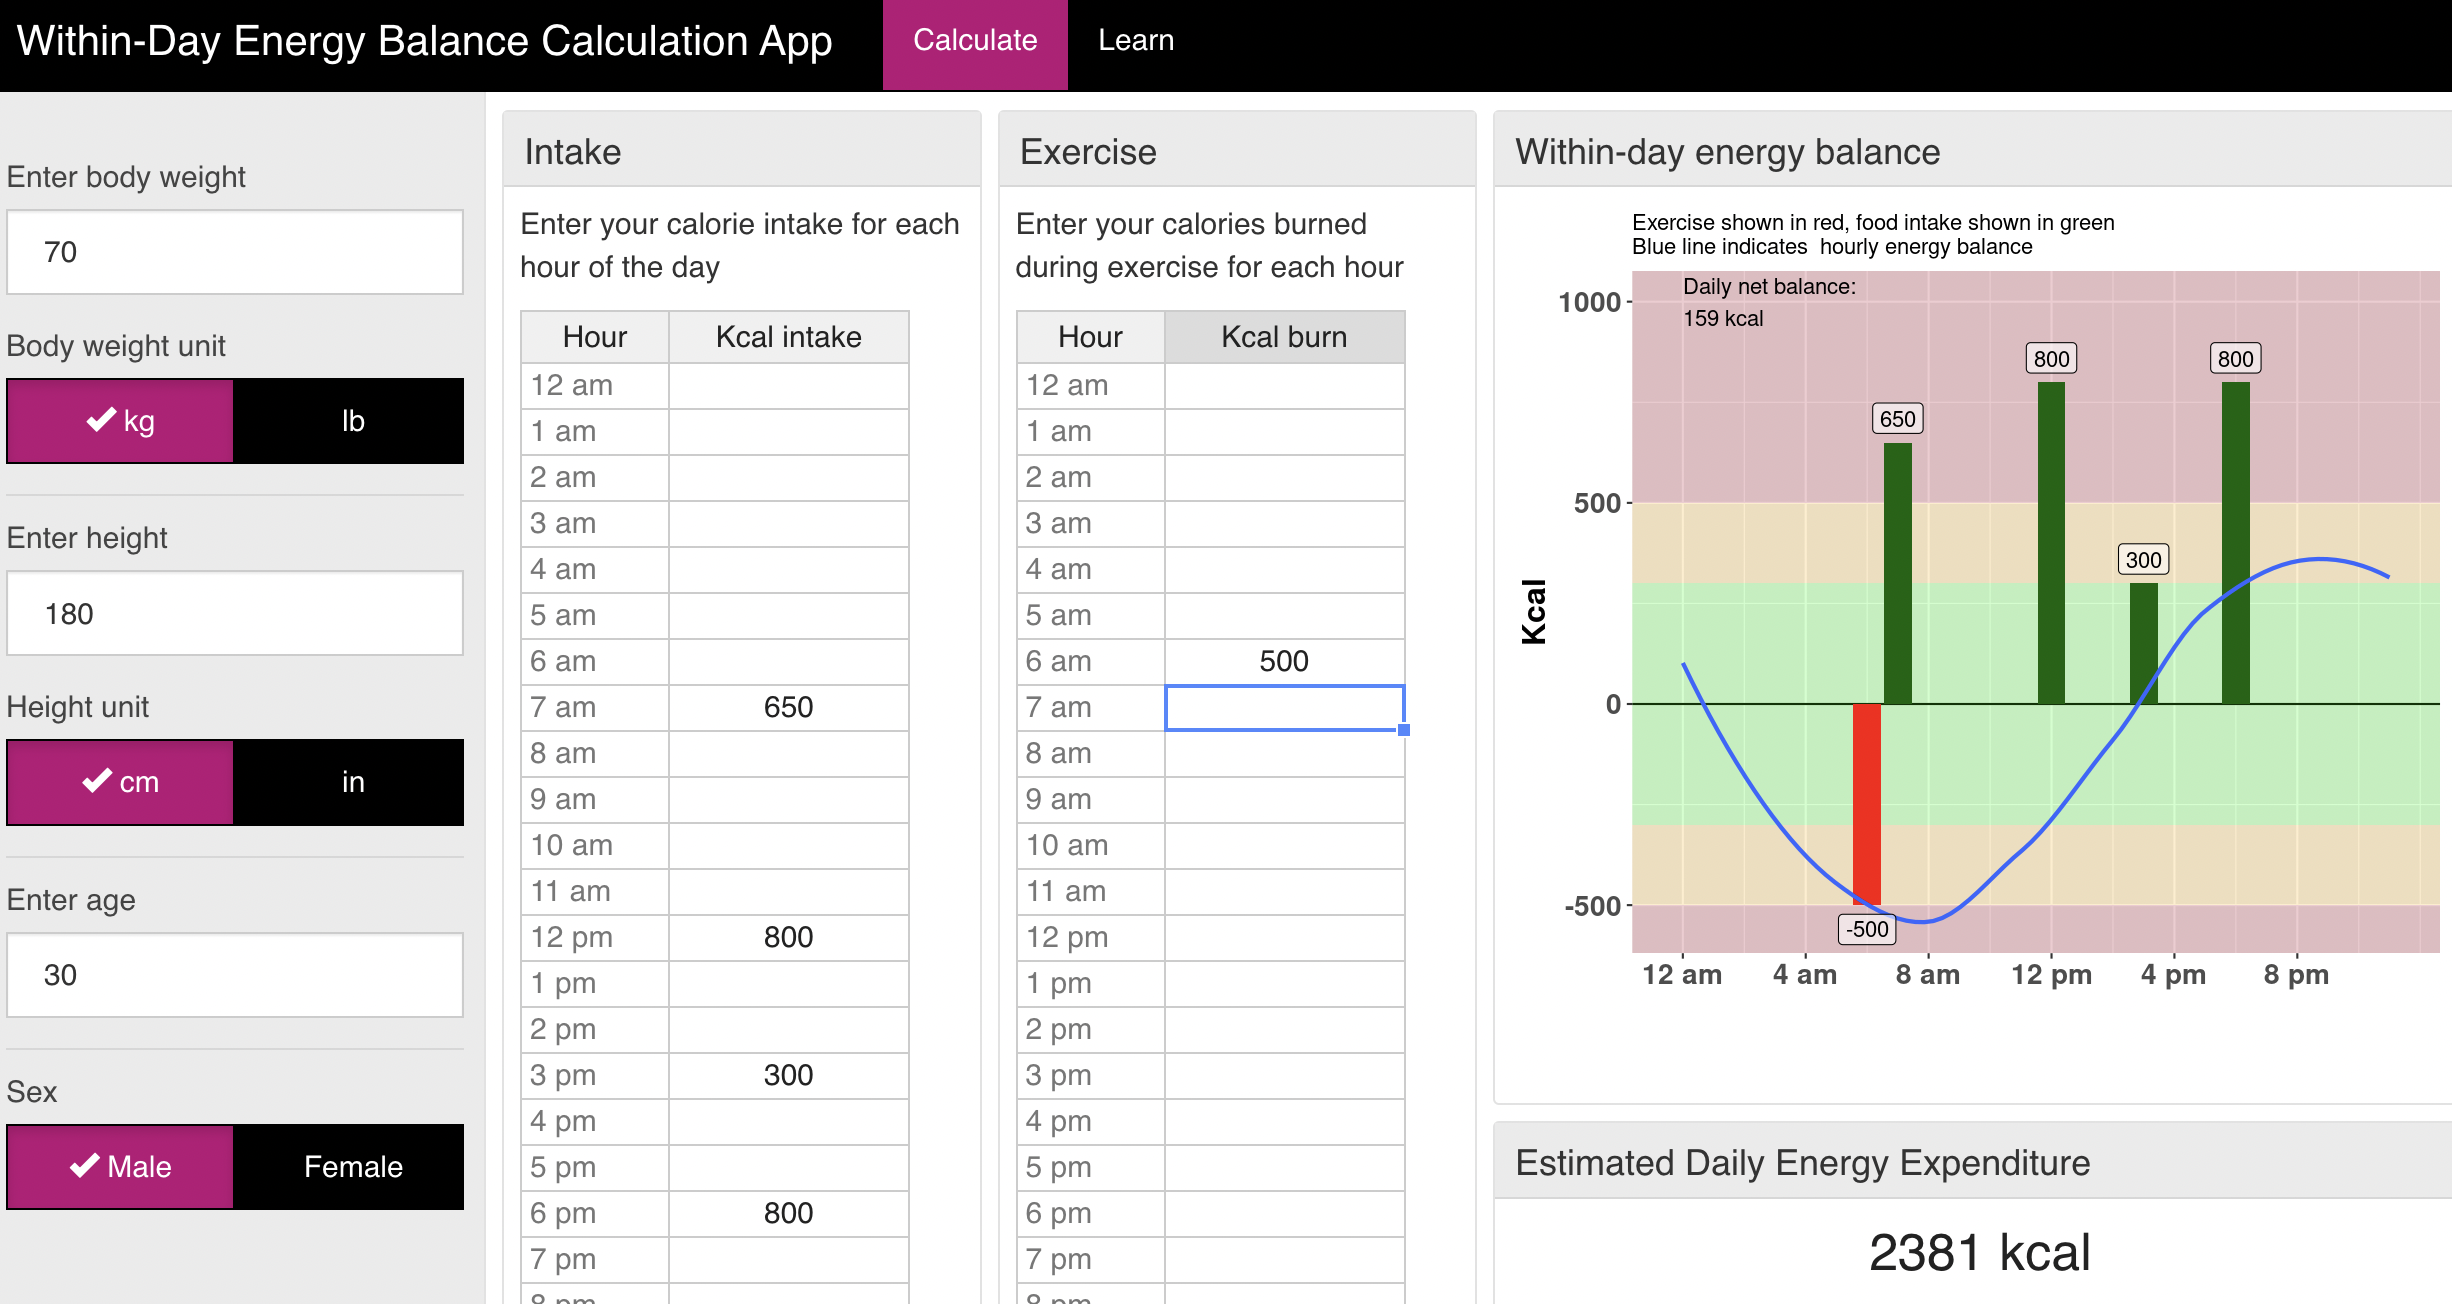 Within-Day Energy Balance Calculation App Calculate Learn
Enter body weight
70
Body weight unit
kg lb
Enter height
180
Height unit
cm in
Enter age
30
Sex
Male Female
Intake
Enter your calorie intake for each
hour of the day
Hour Kcal intake
12 am
1 am
2 am
3 am
4 am
5 am
6 am
7 am 650
8 am
9 am
10 am
11 am
12 pm 800
1 pm
2 pm
3 pm 300
4 pm
5 pm
6 pm 800
7 pm
8 pm
Exercise
Enter your calories burned
during exercise for each hour
Hour Kcal burn
12 am
1 am
2 am
3 am
4 am
5 am
6 am 500
7 am
8 am
9 am
10 am
11 am
12 pm
1 pm
2 pm
3 pm
4 pm
5 pm
6 pm
7 pm
8 pm
Within-day energy balance
Exercise shown in red, food intake shown in green
Blue line indicates  hourly energy balance
Daily net balance:
159 kcal
1000
500
0
-500
Kcal
650
800
300
800
-500
12 am 4 am 8 am 12 pm 4 pm 8 pm
Estimated Daily Energy Expenditure
2381 kcal